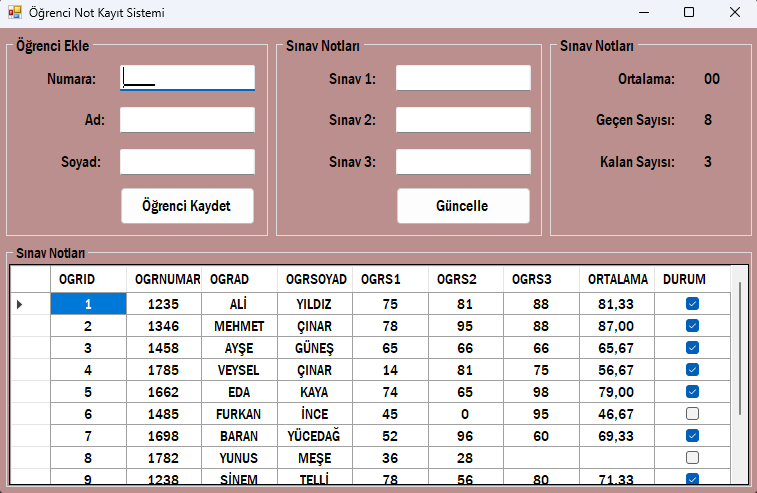 Öğrenci Not Kayıt Sistemi
Öğrenci Ekle
Numara:
Ad:
Soyad:
Öğrenci Kaydet
Sınav Notları
Sınav 1:
Sınav 2:
Sınav 3:
Güncelle
Sınav Notları
Ortalama: 00
Geçen Sayısı: 8
Kalan Sayısı: 3
Sınav Notları
OGRID OGRNUMAR OGRAD OGRSOYAD OGRS1 OGRS2 OGRS3 ORTALAMA DURUM
1 1235 ALİ YILDIZ 75 81 88 81,33
2 1346 MEHMET ÇINAR 78 95 88 87,00
3 1458 AYŞE GÜNEŞ 65 66 66 65,67
4 1785 VEYSEL ÇINAR 14 81 75 56,67
5 1662 EDA KAYA 74 65 98 79,00
6 1485 FURKAN İNCE 45 0 95 46,67
7 1698 BARAN YÜCEDAĞ 52 96 60 69,33
8 1782 YUNUS MEŞE 36 28
9 1238 SİNEM TELLİ 78 56 80 71,33